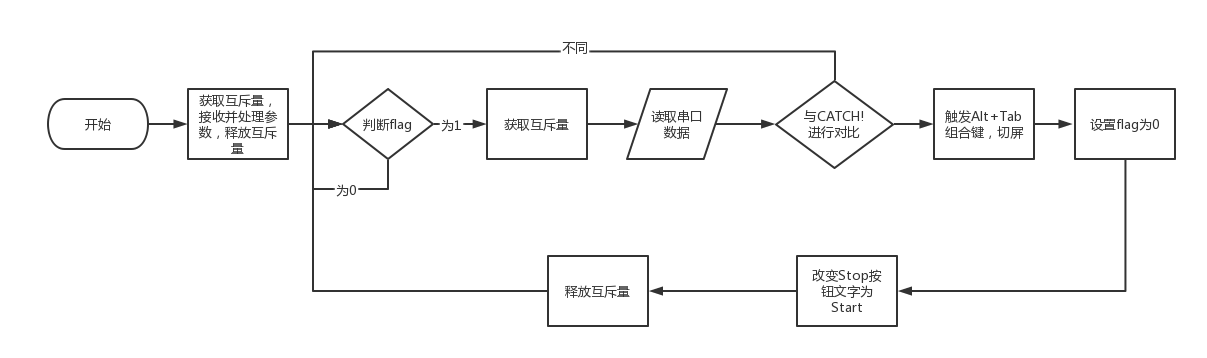 不同
开始
获取互斥量，
接收并处理参
数，释放互斥
量
判断flag
为1
获取互斥量
读取串口
数据
与CATCH!
进行对比
触发Alt+Tab
组合键，切屏
设置flag为0
为0
释放互斥量
改变Stop按
钮文字为
Start